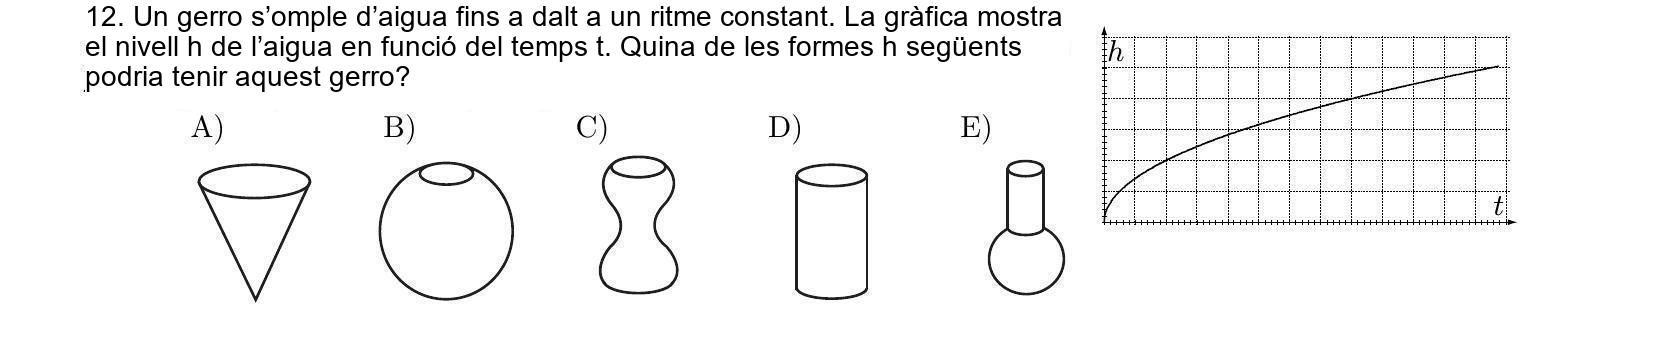 12. Un gerro s’omple d’aigua fins a dalt a un ritme constant. La gràfica mostra
el nivell h de l’aigua en funció del temps t. Quina de les formes h següents
podria tenir aquest gerro?
h
A) B) C) D) E)
t